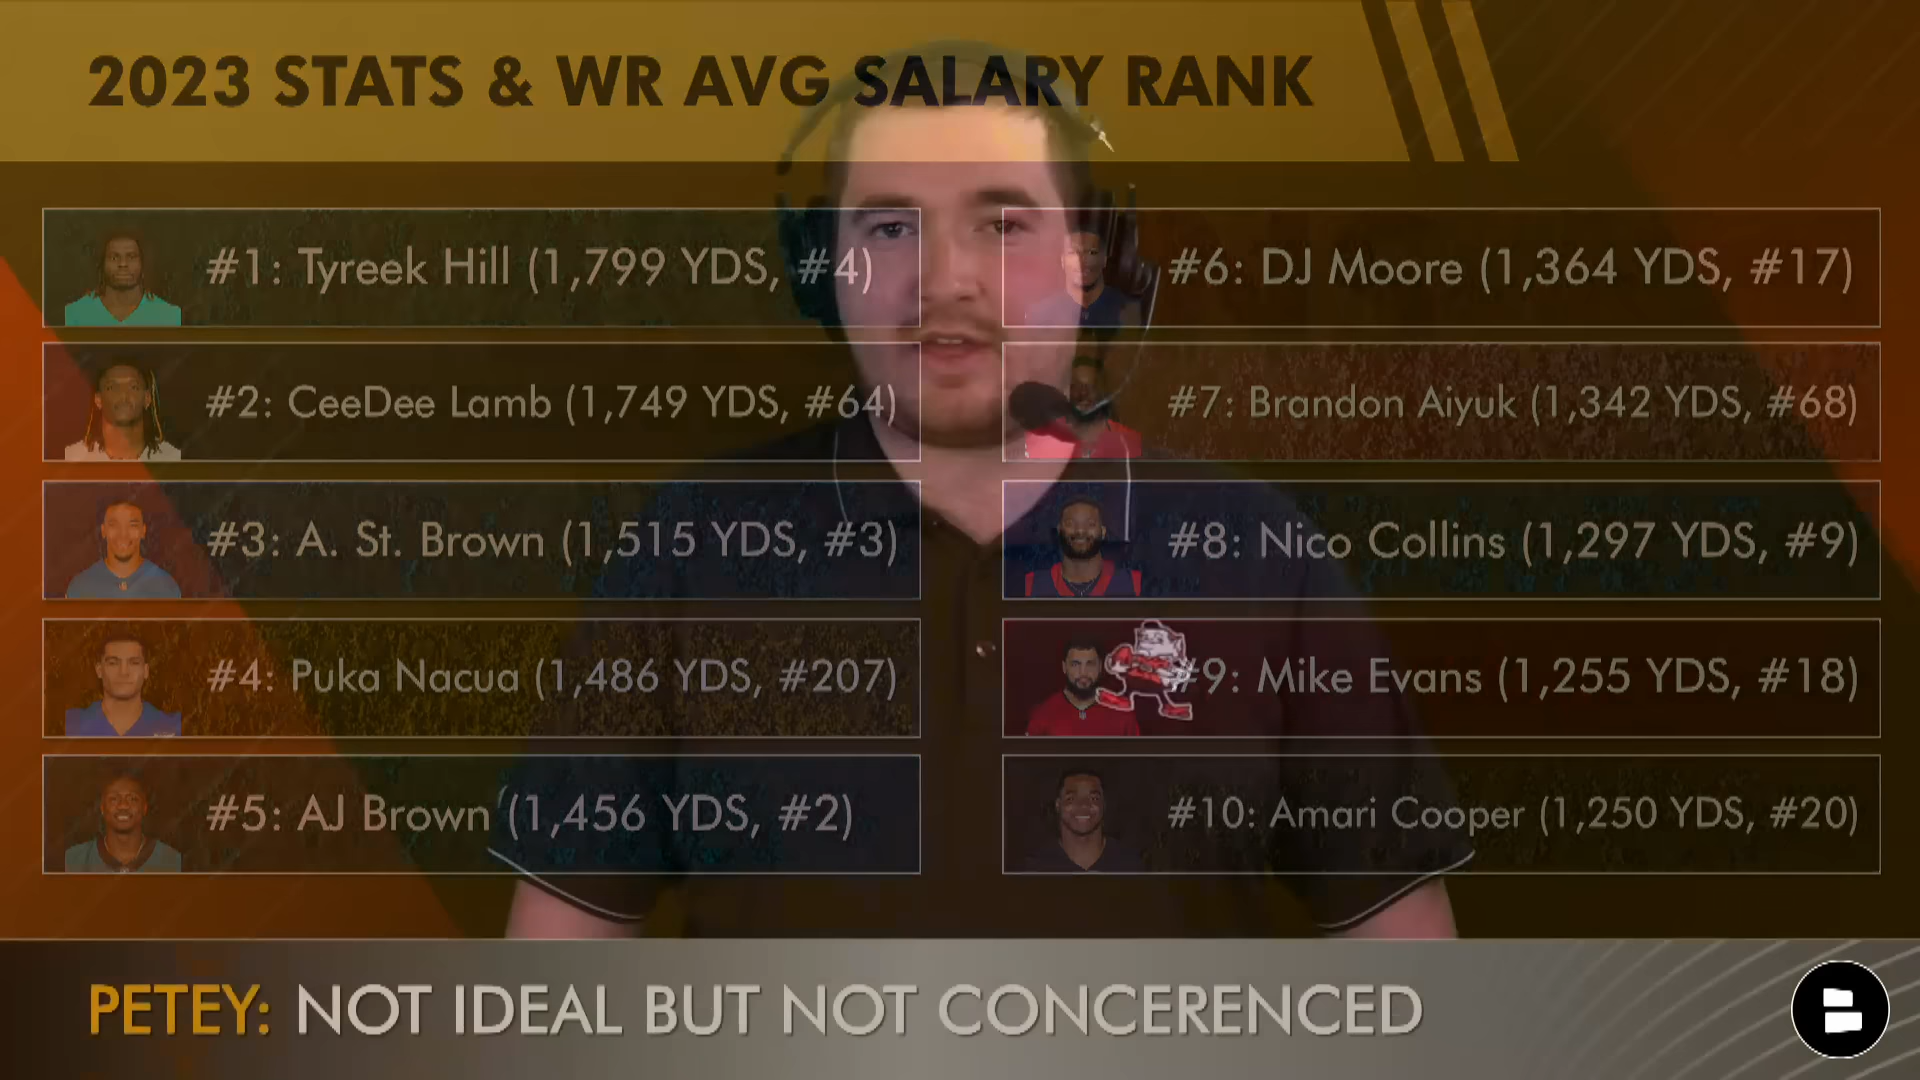 2023 STATS & WR AVG SALARY RANK
#1: Tyreek Hill (1,799 YDS, #4)
#2: CeeDee Lamb (1,749 YDS, #64)
#3: A. St. Brown (1,515 YDS, #3)
#4: Puka Nacua (1,486 YDS, #207)
#5: AJ Brown (1,456 YDS, #2)
#6: DJ Moore (1,364 YDS, #17)
#7: Brandon Aiyuk (1,342 YDS, #68)
#8: Nico Collins (1,297 YDS, #9)
#9: Mike Evans (1,255 YDS, #18)
#10: Amari Cooper (1,250 YDS, #20)
PETEY: NOT IDEAL BUT NOT CONCERENCED